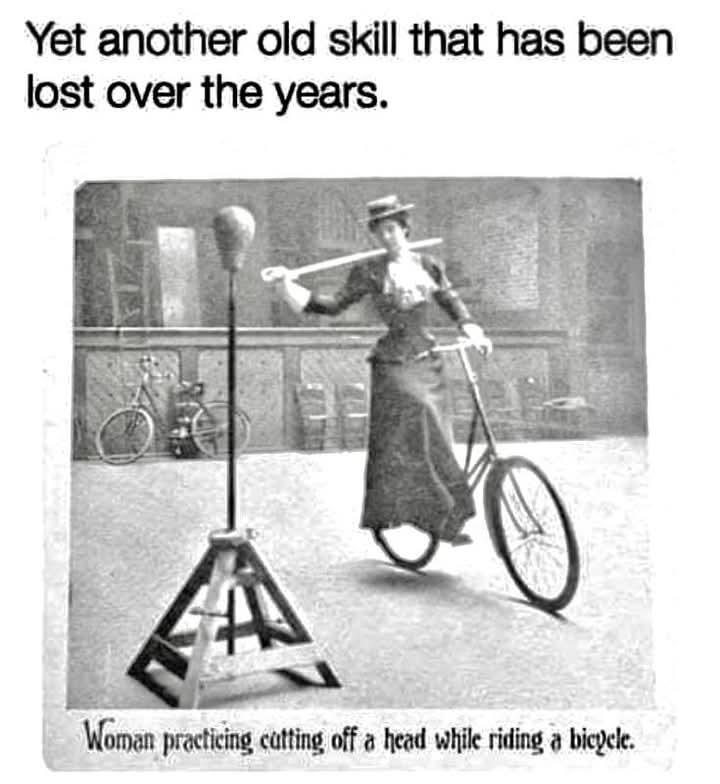 Yet another old skill that has been
lost over the years.
Woman practicing cutting off a head while riding a bicycle.